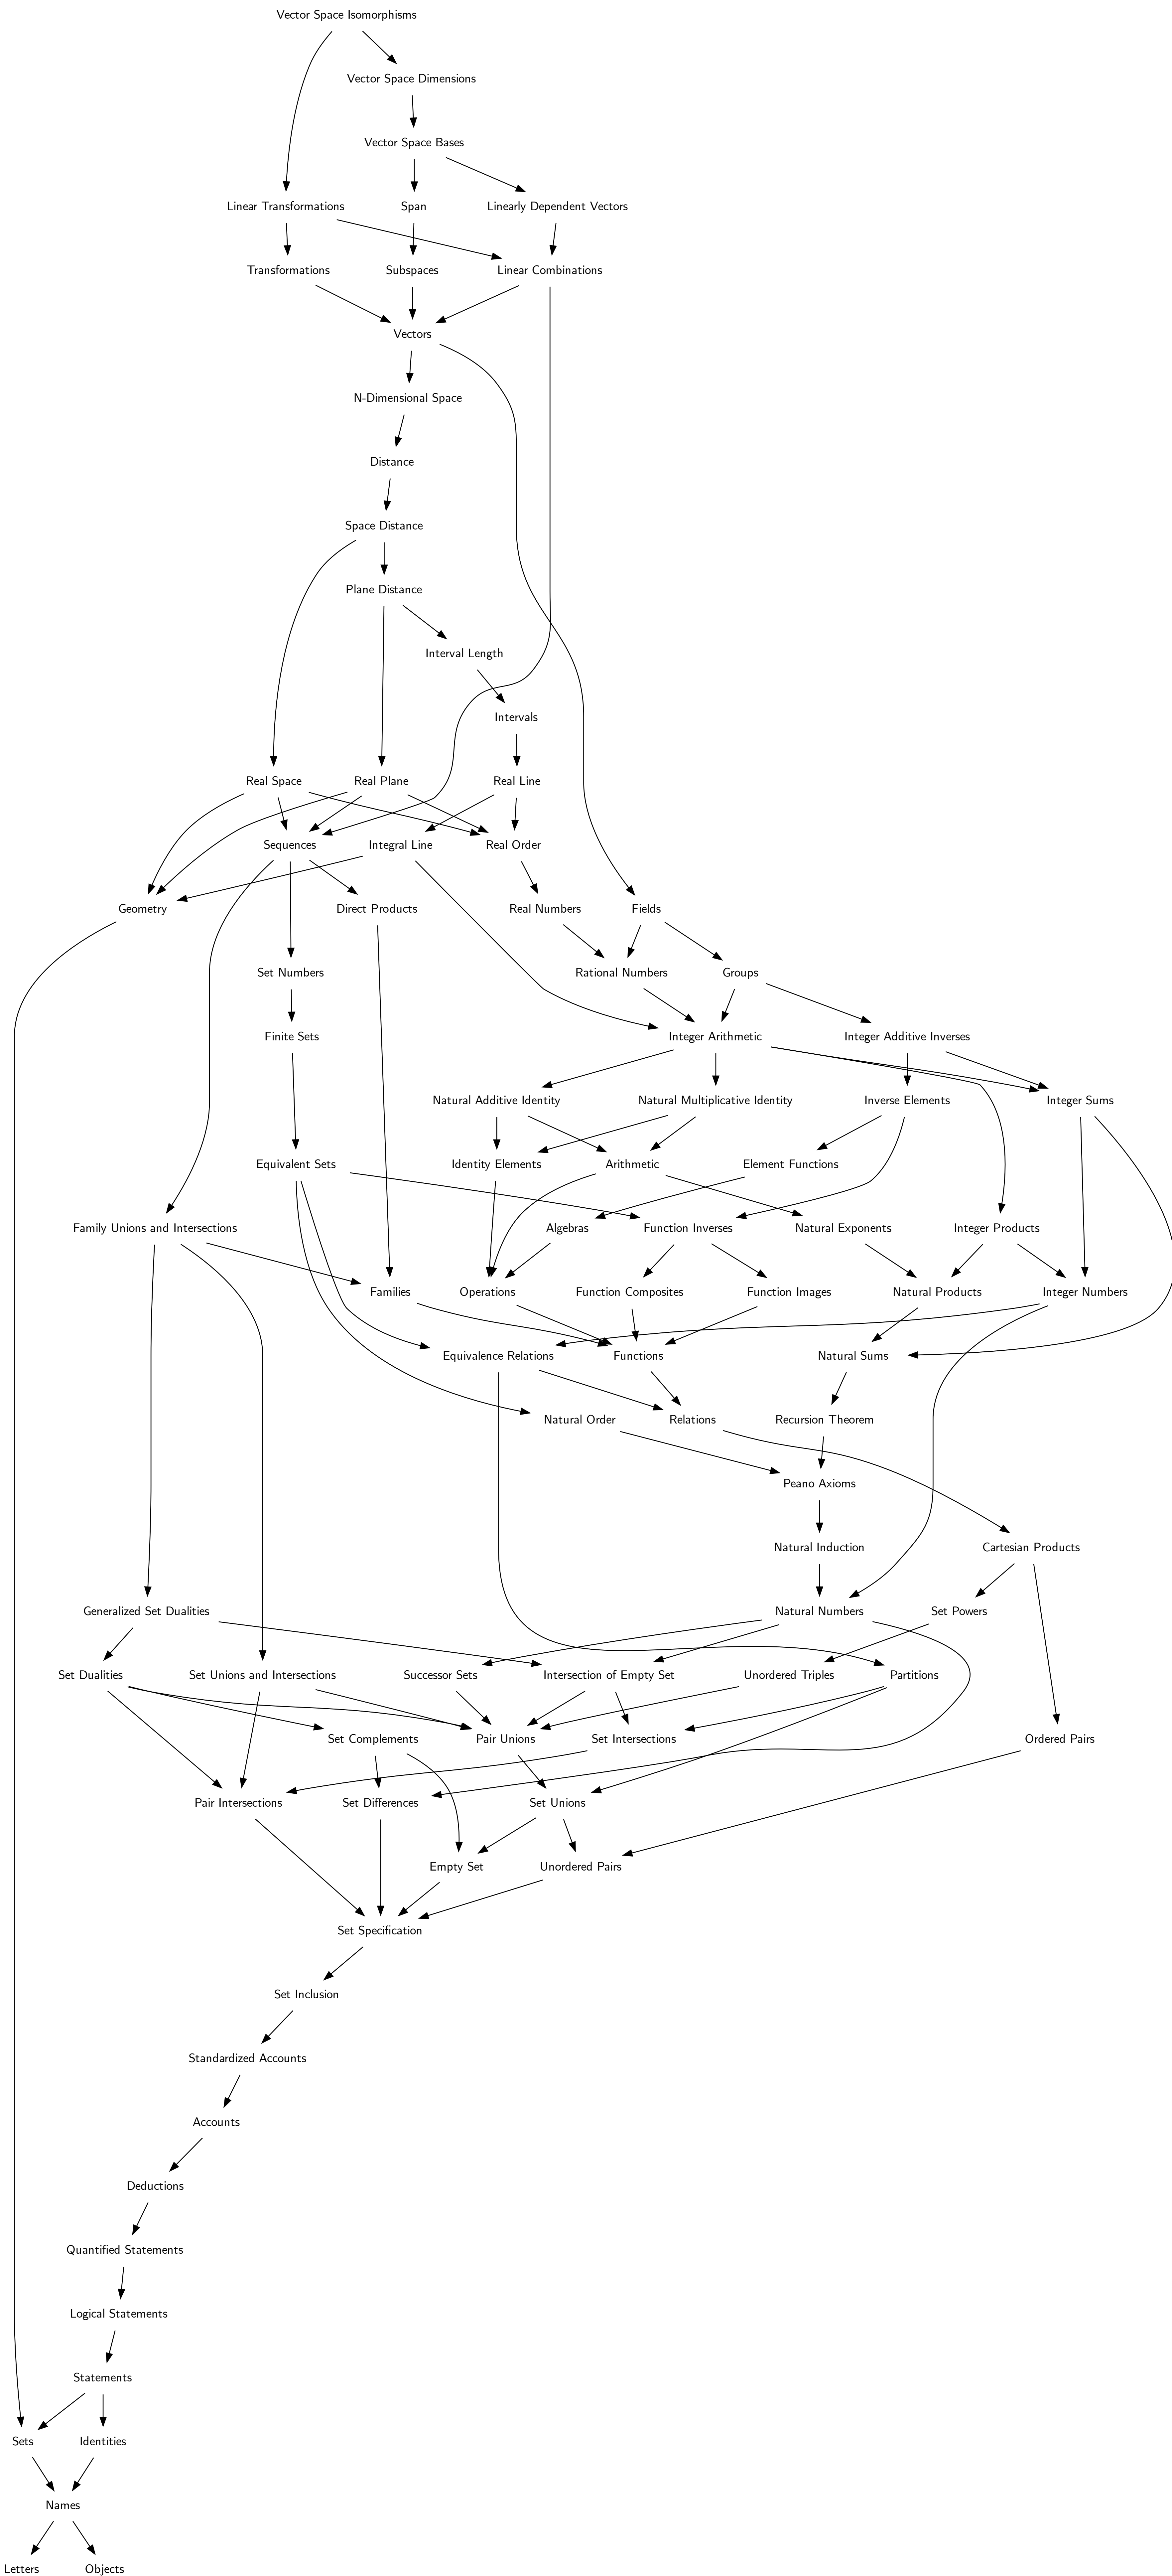 Vector Space Isomorphisms
Vector Space Dimensions
Vector Space Bases
Linear Transformations
Span
Linearly Dependent Vectors
Transformations
Subspaces
Linear Combinations
Vectors
N-Dimensional Space
Distance
Space Distance
Plane Distance
Interval Length
Intervals
Real Space
Real Plane
Real Line
Sequences
Integral Line
Real Order
Geometry
Direct Products
Real Numbers
Fields
Set Numbers
Rational Numbers
Groups
Finite Sets
Integer Arithmetic
Integer Additive Inverses
Natural Additive Identity
Natural Multiplicative Identity
Inverse Elements
Integer Sums
Equivalent Sets
Identity Elements
Arithmetic
Element Functions
Family Unions and Intersections
Algebras
Function Inverses
Natural Exponents
Integer Products
Families
Operations
Function Composites
Function Images
Natural Products
Integer Numbers
Equivalence Relations
Functions
Natural Sums
Natural Order
Relations
Recursion Theorem
Peano Axioms
Natural Induction
Cartesian Products
Generalized Set Dualities
Natural Numbers
Set Powers
Set Dualities
Set Unions and Intersections
Successor Sets
Intersection of Empty Set
Unordered Triples
Partitions
Set Complements
Pair Unions
Set Intersections
Ordered Pairs
Pair Intersections
Set Differences
Set Unions
Empty Set
Unordered Pairs
Set Specification
Set Inclusion
Standardized Accounts
Accounts
Deductions
Quantified Statements
Logical Statements
Statements
Sets
Identities
Names
Letters
Objects